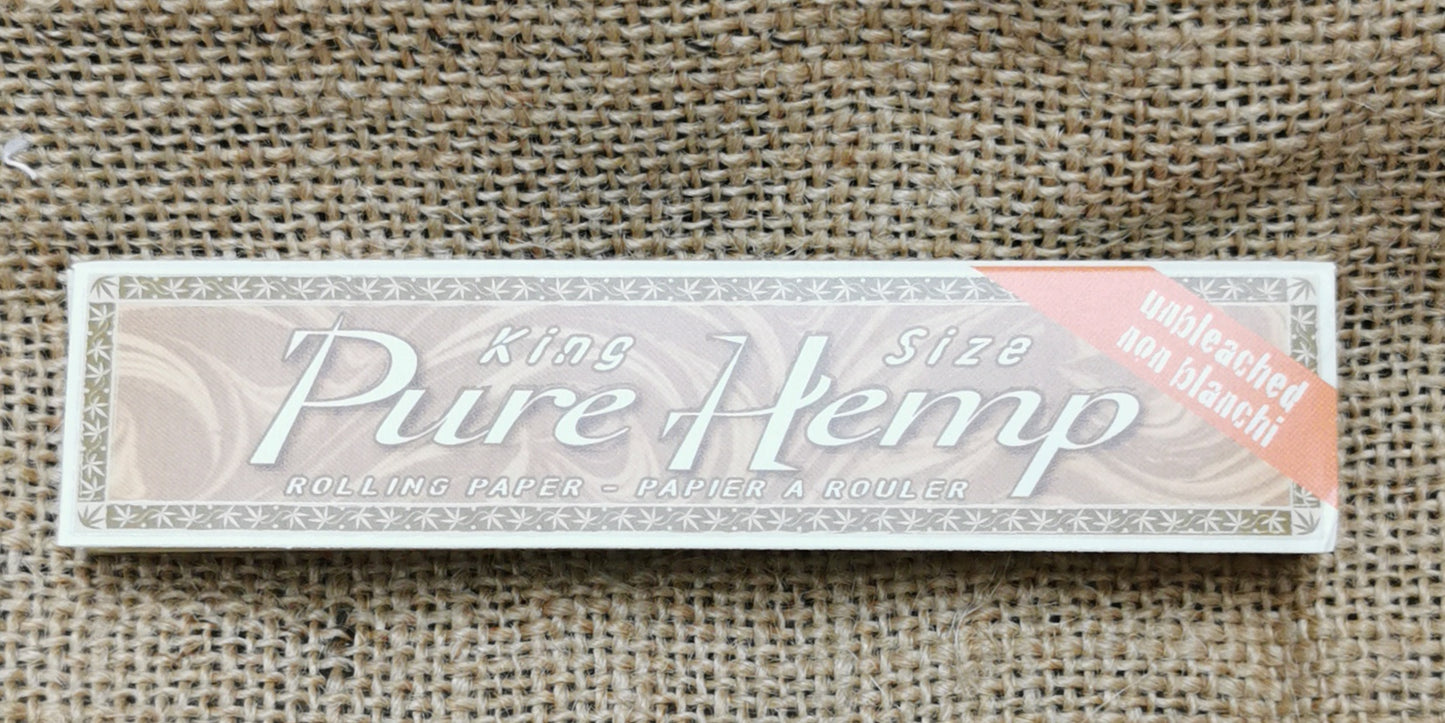 King Size
Pure Hemp
ROLLING PAPER - PAPIER A ROULER
unbleached
non blanchi